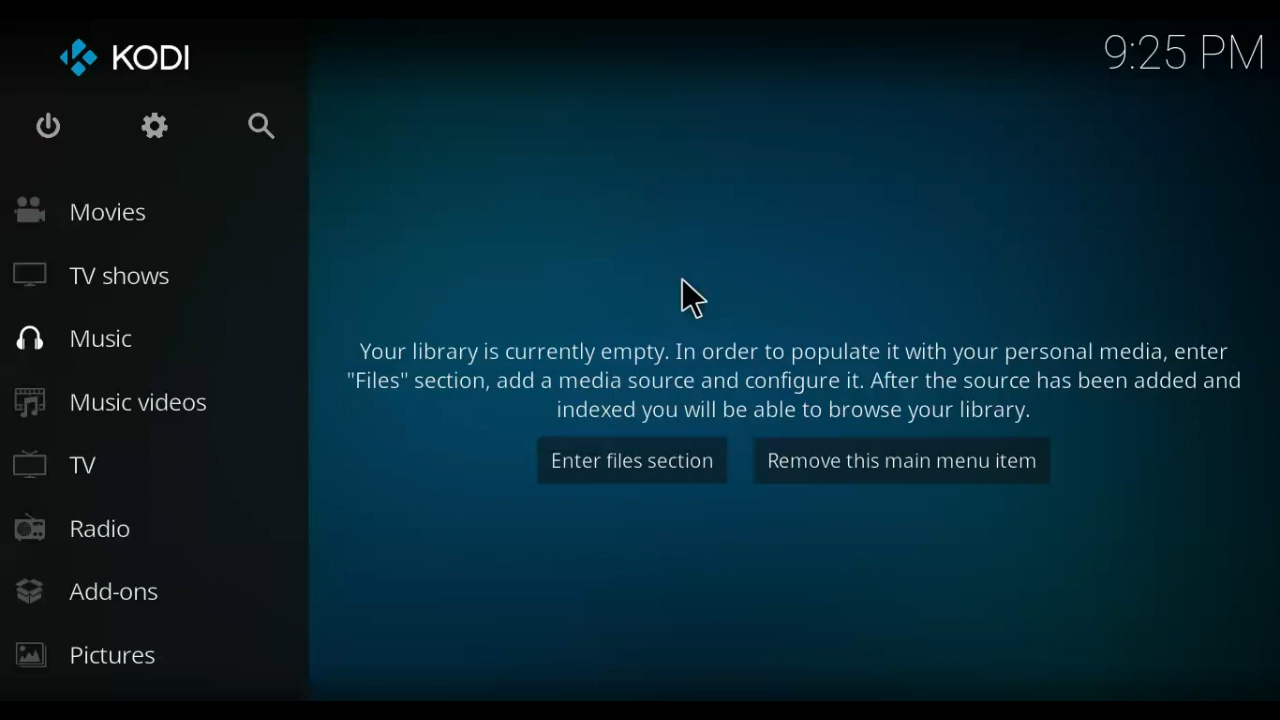 KODI
9:25 PM
Movies
TV shows
Music
Music videos
TV
Radio
Add-ons
Pictures
Your library is currently empty. In order to populate it with your personal media, enter
"Files" section, add a media source and configure it. After the source has been added and
indexed you will be able to browse your library.
Enter files section
Remove this main menu item